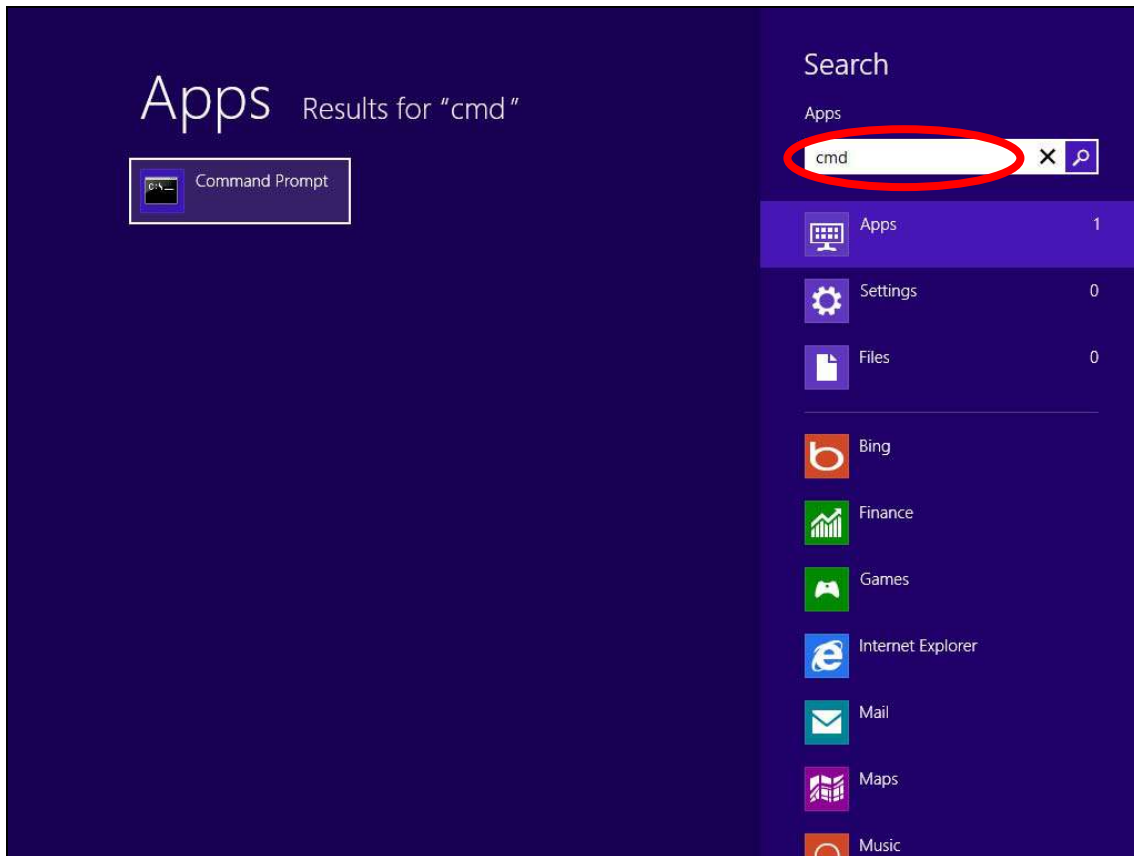 Apps Results for “cmd”
Command Prompt
Search
Apps
cmd
Apps 1
Settings 0
Files 0
Bing
Finance
Games
Internet Explorer
Mail
Maps
Music